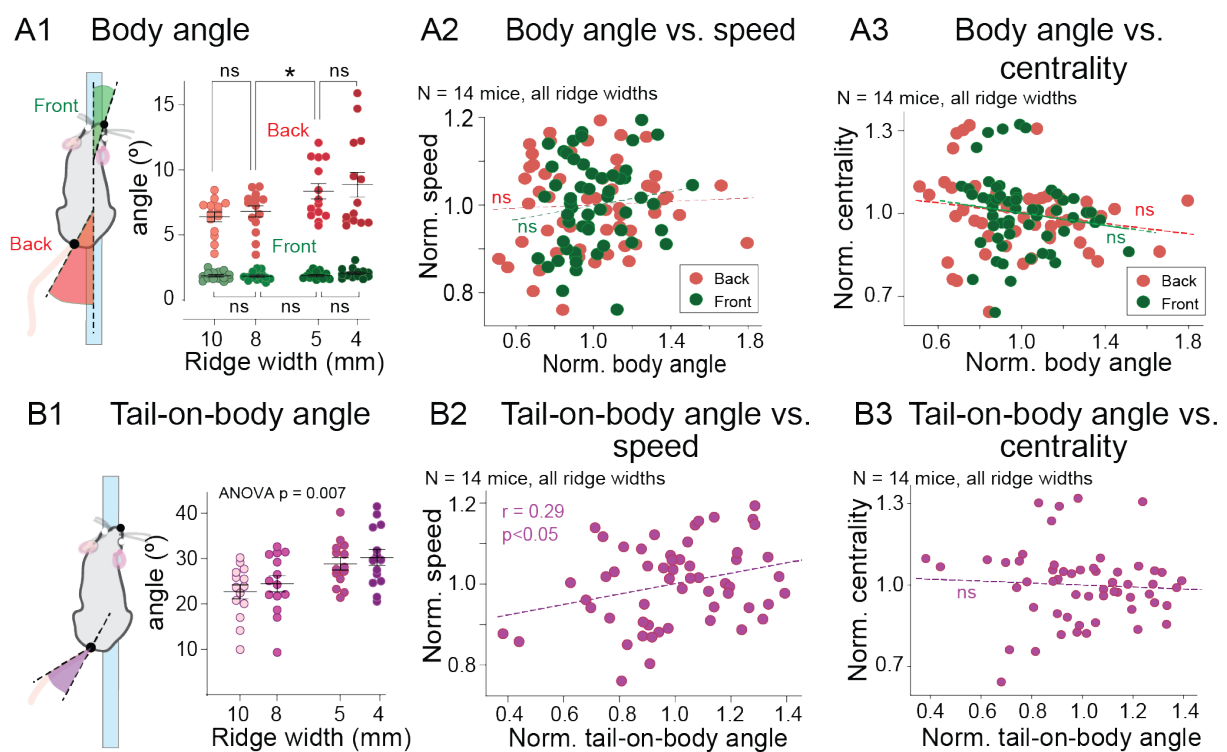 A1 Body angle
Front
Back
angle (º)
15
10
5
0
ns
*
ns
Back
Front
ns
ns
ns
10
8
5
4
Ridge width (mm)
A2 Body angle vs. speed
N = 14 mice, all ridge widths
Norm. speed
1.2
1.0
0.8
ns
ns
Back
Front
0.6
1.0
1.4
1.8
Norm. body angle
A3 Body angle vs.
centrality
N = 14 mice, all ridge widths
Norm. centrality
1.3
1.0
0.7
ns
ns
Back
Front
0.6
1.0
1.4
1.8
Norm. body angle
B1 Tail-on-body angle
ANOVA p = 0.007
angle (º)
40
30
20
10
10
8
5
4
Ridge width (mm)
B2 Tail-on-body angle vs.
speed
N = 14 mice, all ridge widths
r = 0.29
p<0.05
Norm. speed
1.2
1.0
0.8
0.4
0.6
0.8
1.0
1.2
1.4
Norm. tail-on-body angle
B3 Tail-on-body angle vs.
centrality
N = 14 mice, all ridge widths
Norm. centrality
1.3
1.0
0.7
ns
0.4
0.6
0.8
1.0
1.2
1.4
Norm. tail-on-body angle